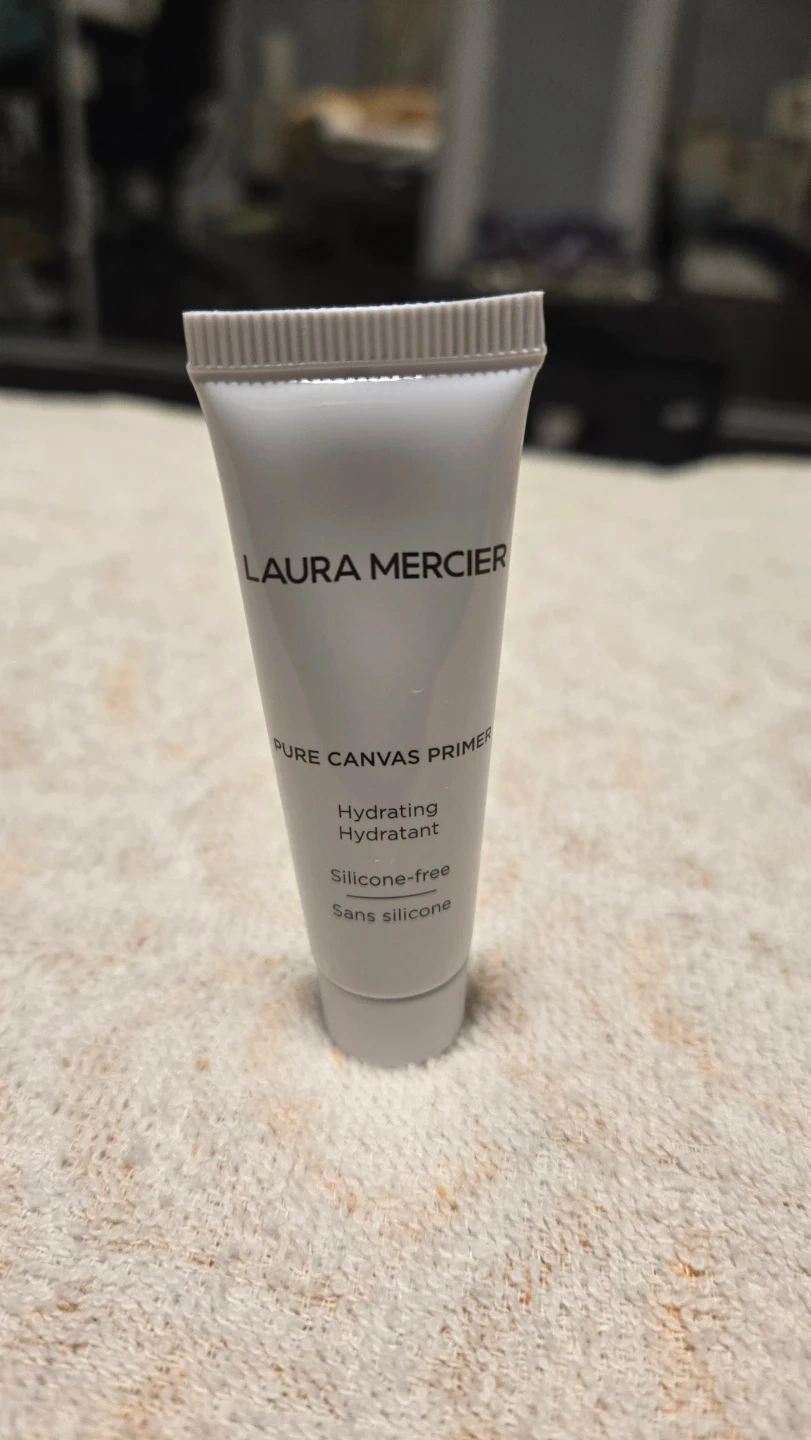 LAURA MERCIER
PURE CANVAS PRIMER
Hydrating
Hydratant
Silicone-free
Sans silicone